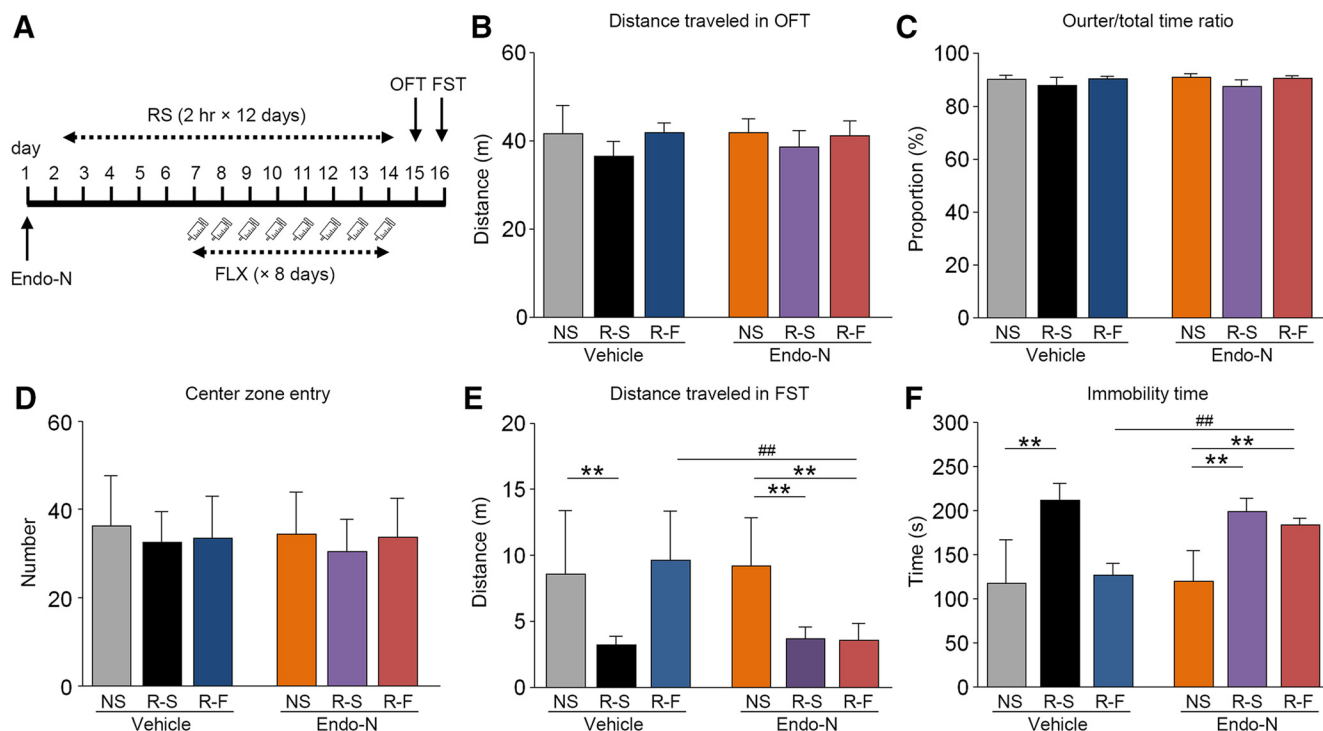 A
OFT FST
RS (2 hr × 12 days)
day
1 2 3 4 5 6 7 8 9 10 11 12 13 14 15 16
FLX (× 8 days)
Endo-N
B
Distance traveled in OFT
Distance (m)
60
40
20
0
NS R-S R-F NS R-S R-F
Vehicle Endo-N
C
Ourter/total time ratio
Proportion (%)
100
80
60
40
20
0
NS R-S R-F NS R-S R-F
Vehicle Endo-N
D
Center zone entry
Number
60
40
20
0
NS R-S R-F NS R-S R-F
Vehicle Endo-N
E
Distance traveled in FST
Distance (m)
20
15
10
5
0
##
**
**
**
NS R-S R-F NS R-S R-F
Vehicle Endo-N
F
Immobility time
Time (s)
300
250
200
150
100
50
0
##
**
**
**
NS R-S R-F NS R-S R-F
Vehicle Endo-N